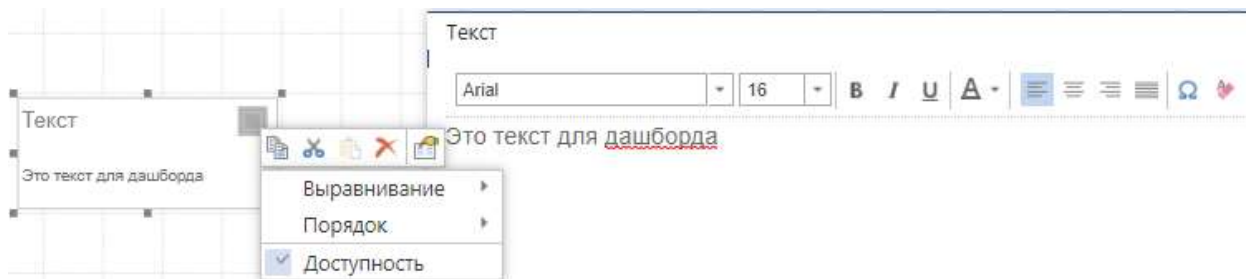 Текст
Arial 16 B I U A Ω
Текст
Это текст для дашборда
Это текст для дашборда
Выравнивание
Порядок
Доступность